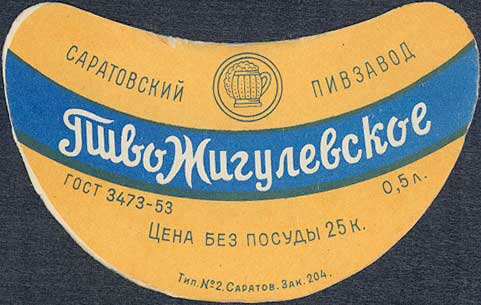 САРАТОВСКИЙ ПИВЗАВОД
Пиво Жигулевское
ГОСТ 3473-53 0,5 л.
ЦЕНА БЕЗ ПОСУДЫ 25 к.
Тип. №2. Саратов. Зак. 204.